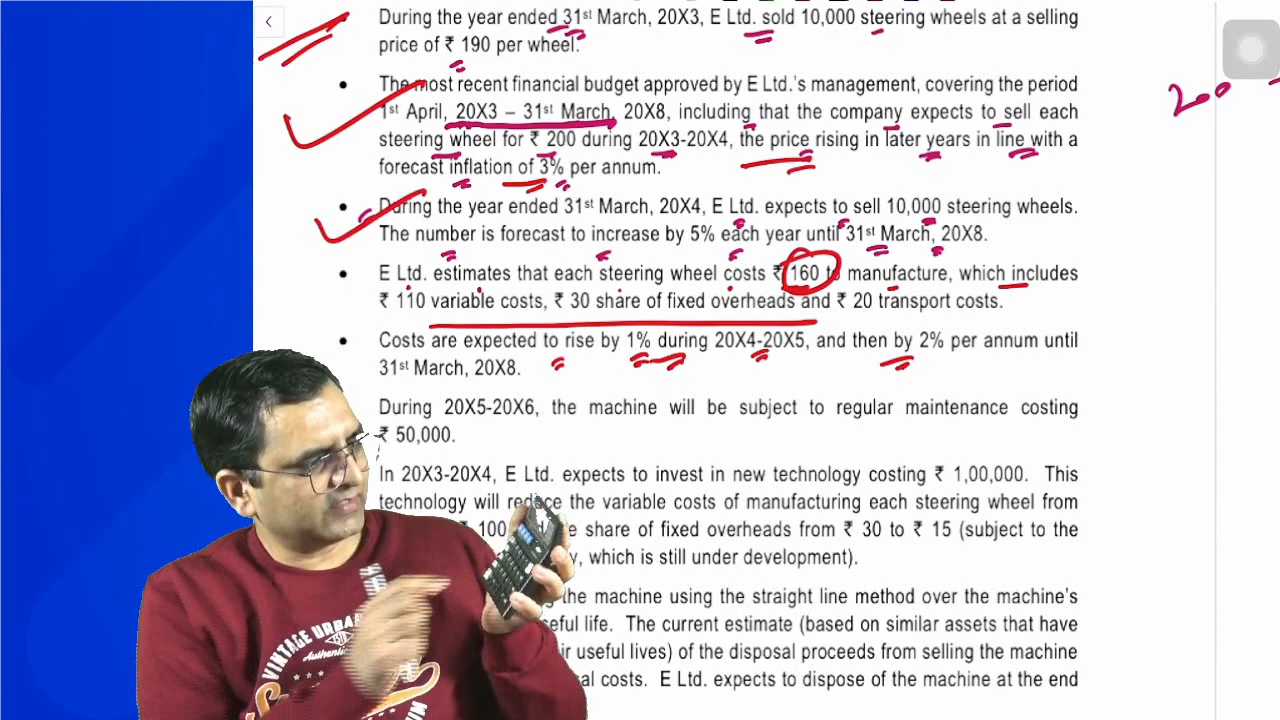 During the year ended 31st March, 20X3, E Ltd. sold 10,000 steering wheels at a selling
price of ₹ 190 per wheel.
200
• The most recent financial budget approved by E Ltd.'s management, covering the period
1st April, 20X3 – 31st March, 20X8, including that the company expects to sell each
steering wheel for ₹ 200 during 20X3-20X4, the price rising in later years in line with a
forecast inflation of 3% per annum.
• During the year ended 31st March, 20X4, E Ltd. expects to sell 10,000 steering wheels.
The number is forecast to increase by 5% each year until 31st March, 20X8.
• E Ltd. estimates that each steering wheel costs ₹ 160 to manufacture, which includes
₹ 110 variable costs, ₹ 30 share of fixed overheads and ₹ 20 transport costs.
• Costs are expected to rise by 1% during 20X4-20X5, and then by 2% per annum until
31st March, 20X8.
During 20X5-20X6, the machine will be subject to regular maintenance costing
₹ 50,000.
In 20X3-20X4, E Ltd. expects to invest in new technology costing ₹ 1,00,000. This
technology will reduce the variable costs of manufacturing each steering wheel from
₹ 100 share of fixed overheads from ₹ 30 to ₹ 15 (subject to the
which is still under development).
the machine using the straight line method over the machine's
useful life. The current estimate (based on similar assets that have
useful lives) of the disposal proceeds from selling the machine
costs. E Ltd. expects to dispose of the machine at the end
VINTAGE URBAN
Authentic